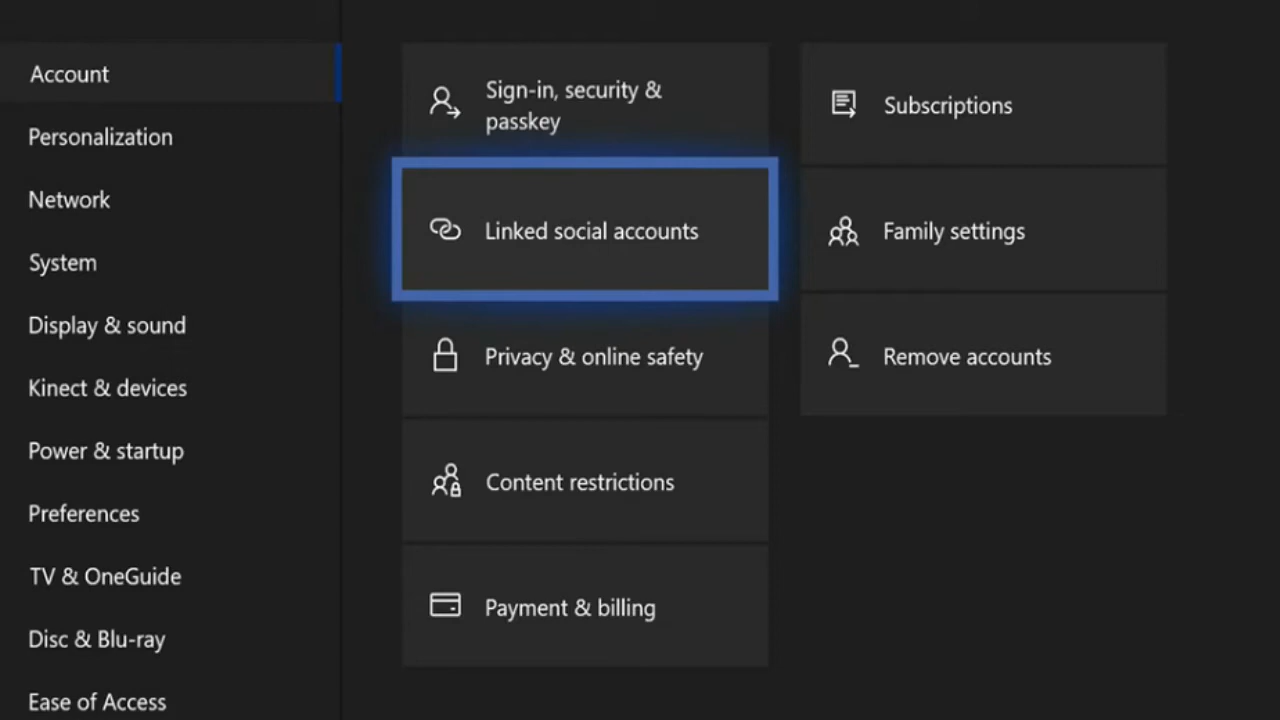 Account
Personalization
Network
System
Display & sound
Kinect & devices
Power & startup
Preferences
TV & OneGuide
Disc & Blu-ray
Ease of Access
Sign-in, security &
passkey
Linked social accounts
Privacy & online safety
Content restrictions
Payment & billing
Subscriptions
Family settings
Remove accounts